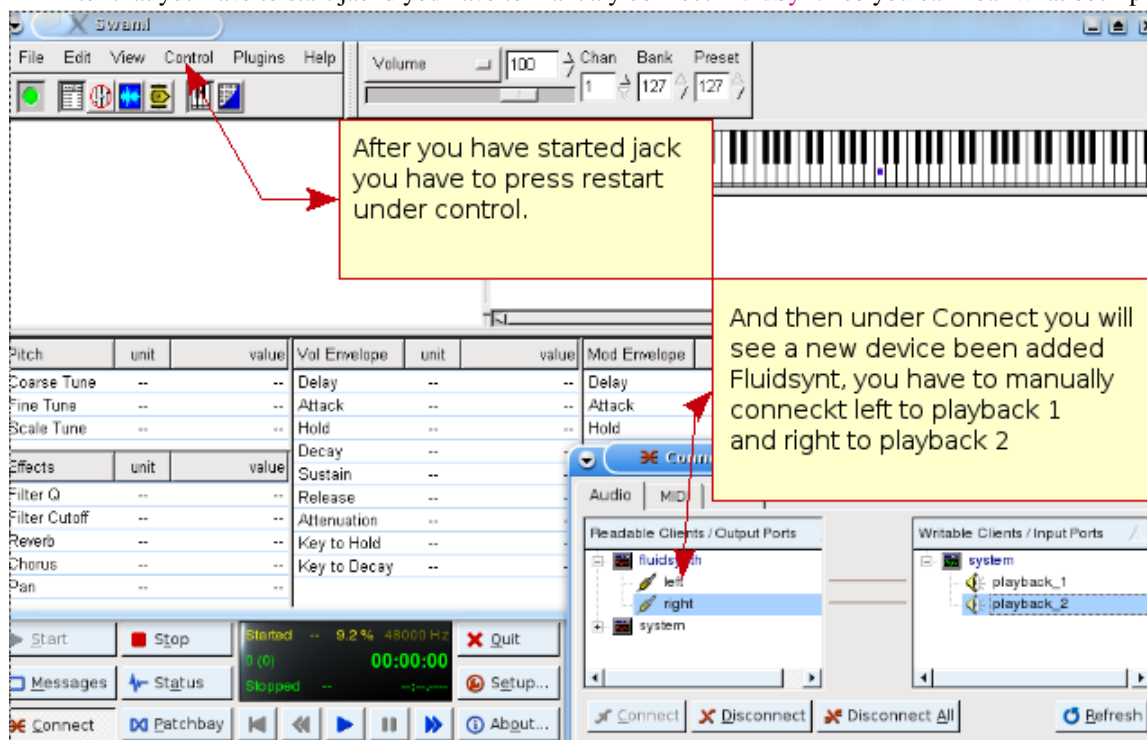 Swami
File Edit View Control Plugins Help
Volume 100
Chan Bank Preset
1 127 127
After you have started jack
you have to press restart
under control.
And then under Connect you will
see a new device been added
Fluidsynt, you have to manually
conneckt left to playback 1
and right to playback 2
Pitch unit value
Coarse Tune -- --
Fine Tune -- --
Scale Tune -- --
Effects unit value
Filter Q -- --
Filter Cutoff -- --
Reverb -- --
Chorus -- --
Pan -- --
Vol Envelope unit value
Delay -- --
Attack -- --
Hold -- --
Decay --
Sustain --
Release --
Attenuation --
Key to Hold --
Key to Decay --
Mod Envelope
Delay
Attack
Hold
Audio MIDI
Readable Clients / Output Ports
fluidsynth
left
right
system
Writable Clients / Input Ports
system
playback_1
playback_2
Connect Disconnect Disconnect All Refresh
Start Stop
Messages Status
Connect Patchbay
Started -- 9.2 % 48000 Hz
0 (0) 00:00:00
Stopped -- --:--.----
Quit
Setup...
About...